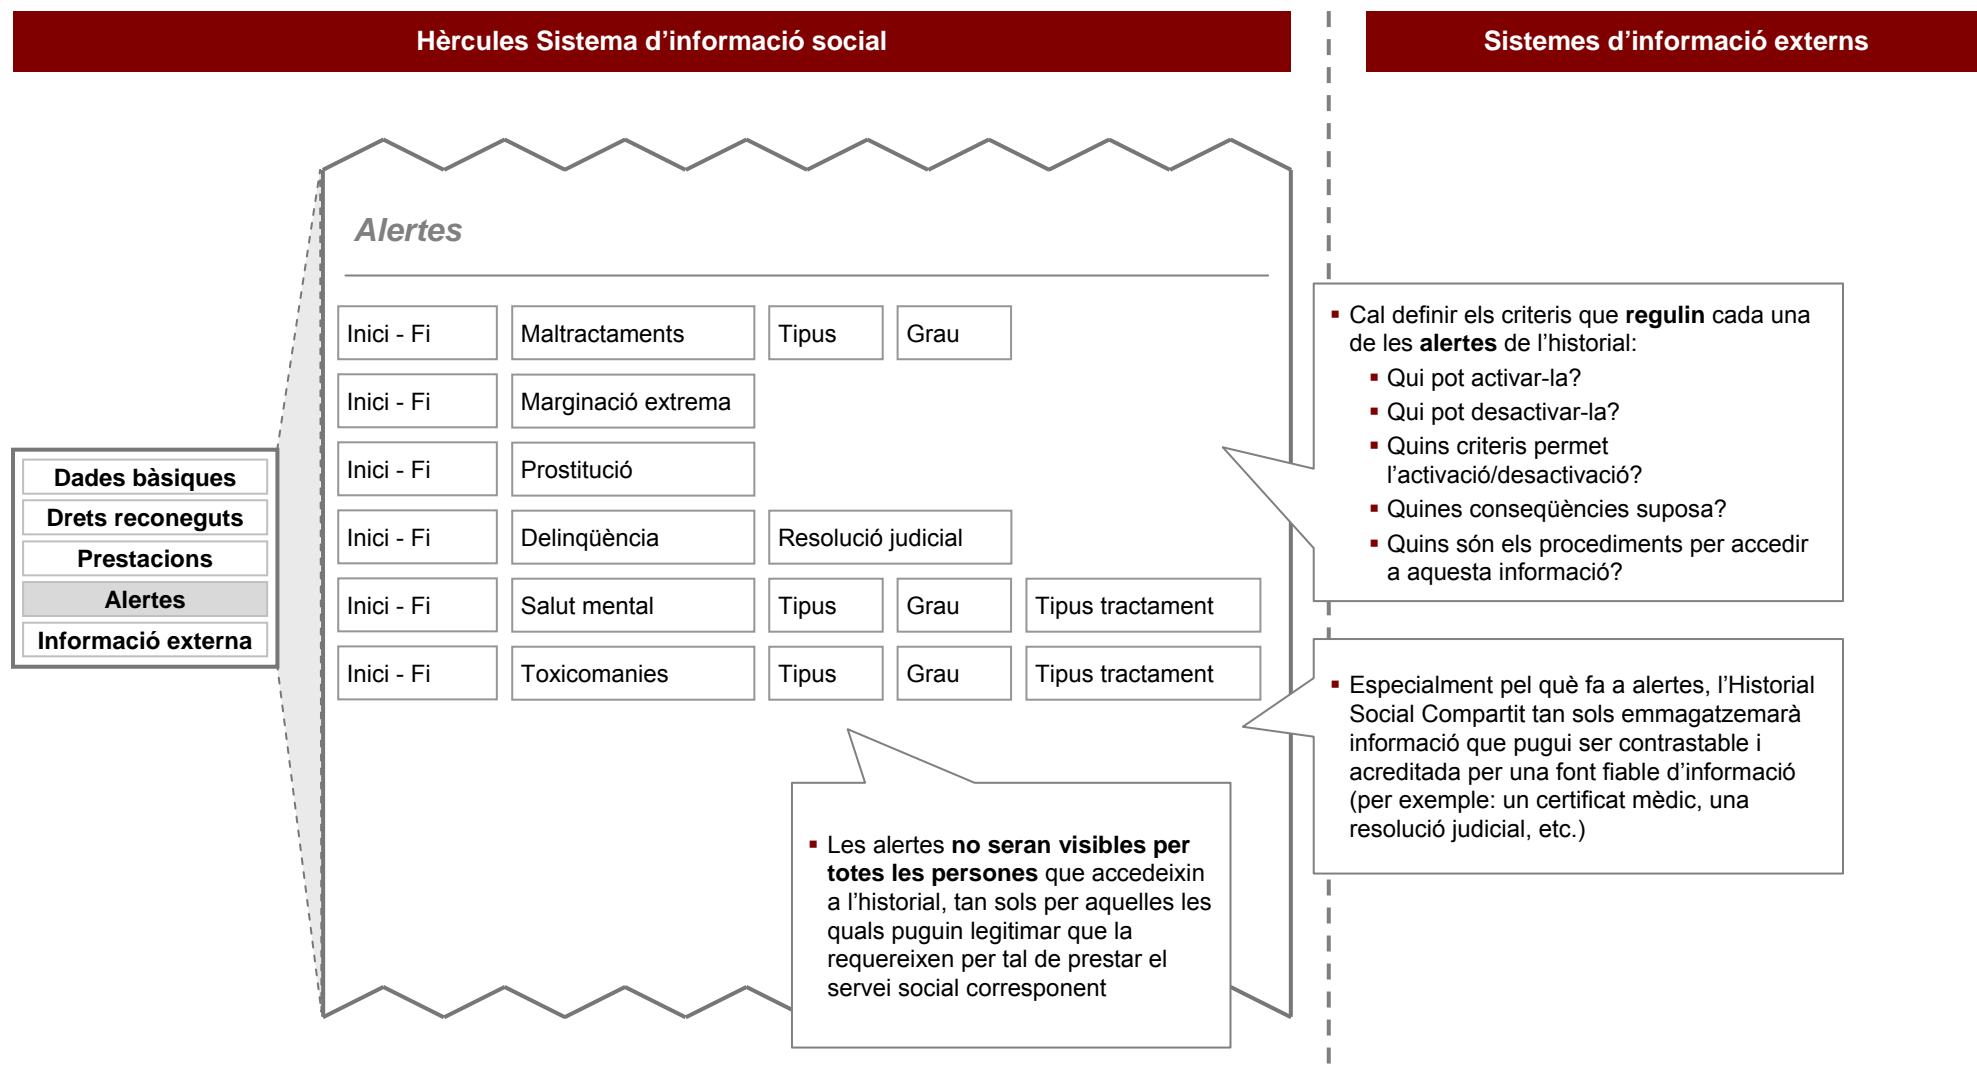 Hèrcules Sistema d’informació social
Sistemes d’informació externs
Dades bàsiques
Drets reconeguts
Prestacions
Alertes
Informació externa
Alertes
Inici - Fi Maltractaments Tipus Grau
Inici - Fi Marginació extrema
Inici - Fi Prostitució
Inici - Fi Delinqüència Resolució judicial
Inici - Fi Salut mental Tipus Grau Tipus tractament
Inici - Fi Toxicomanies Tipus Grau Tipus tractament
▪ Cal definir els criteris que regulin cada una
de les alertes de l’historial:
▪ Qui pot activar-la?
▪ Qui pot desactivar-la?
▪ Quins criteris permet
l’activació/desactivació?
▪ Quines conseqüències suposa?
▪ Quins són els procediments per accedir
a aquesta informació?
▪ Especialment pel què fa a alertes, l’Historial
Social Compartit tan sols emmagatzemarà
informació que pugui ser contrastable i
acreditada per una font fiable d’informació
(per exemple: un certificat mèdic, una
resolució judicial, etc.)
▪ Les alertes no seran visibles per
totes les persones que accedeixin
a l’historial, tan sols per aquelles les
quals puguin legitimar que la
requereixen per tal de prestar el
servei social corresponent